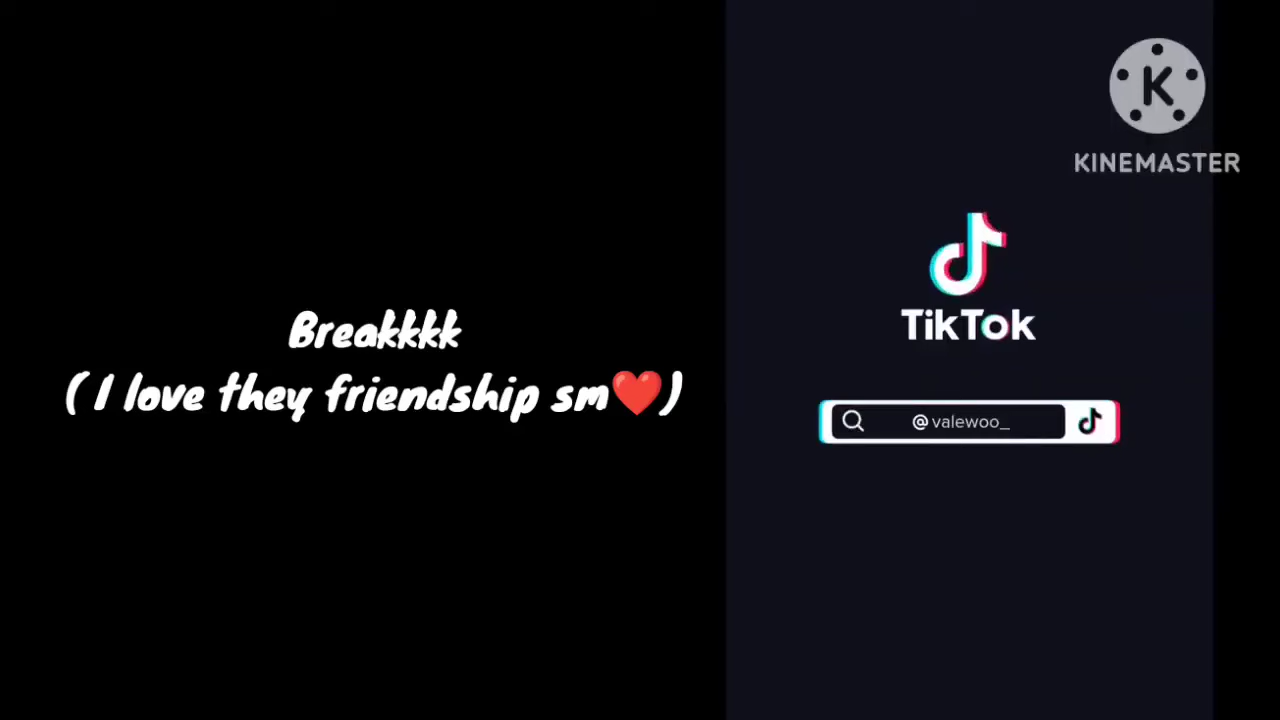 Breakkkk
( I love they friendship sm❤️)
K
KINEMASTER
TikTok
@valewoo_